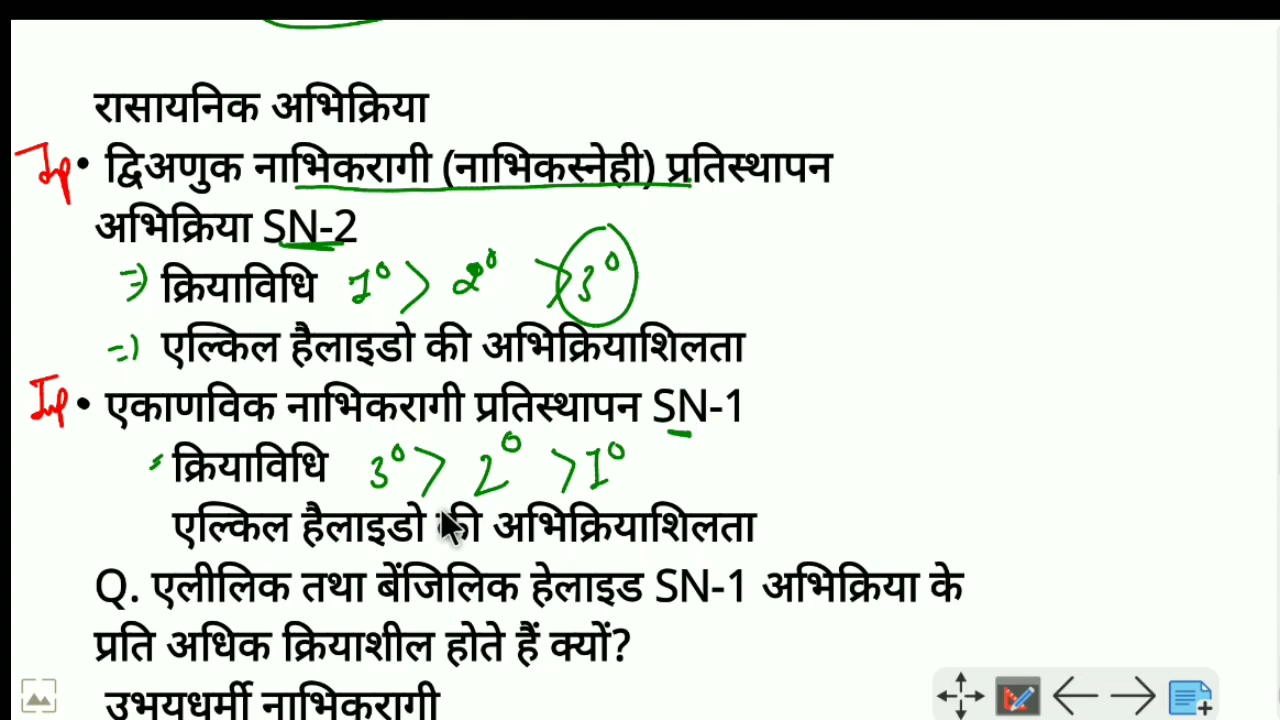 रासायनिक अभिक्रिया
Imp • द्विअणुक नाभिकरागी (नाभिकस्नेही) प्रतिस्थापन
अभिक्रिया SN-2
=> क्रियाविधि 1° > 2° > 3°
=> एल्किल हैलाइडो की अभिक्रियाशिलता
Imp • एकाणविक नाभिकरागी प्रतिस्थापन SN-1
क्रियाविधि 3° > 2° > 1°
एल्किल हैलाइडो की अभिक्रियाशिलता
Q. एलीलिक तथा बेंजिलिक हेलाइड SN-1 अभिक्रिया के
प्रति अधिक क्रियाशील होते हैं क्यों?
उभयधर्मी नाभिकरागी